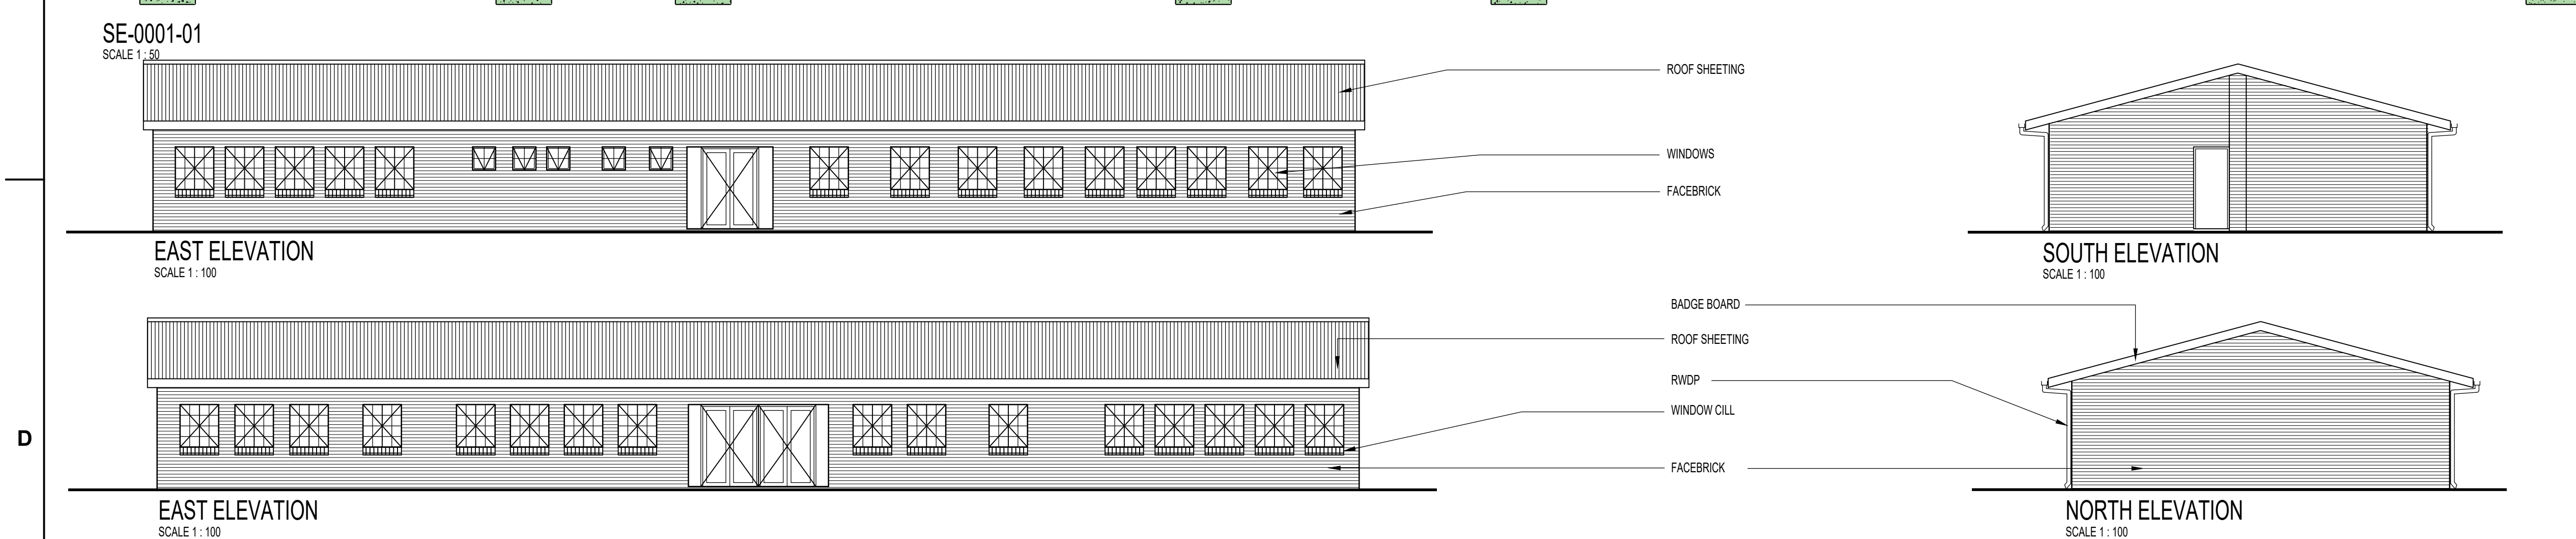 SE-0001-01
SCALE 1 : 50
ROOF SHEETING
WINDOWS
FACEBRICK
EAST ELEVATION
SCALE 1 : 100
SOUTH ELEVATION
SCALE 1 : 100
BADGE BOARD
ROOF SHEETING
RWDP
WINDOW CILL
FACEBRICK
D
EAST ELEVATION
SCALE 1 : 100
NORTH ELEVATION
SCALE 1 : 100